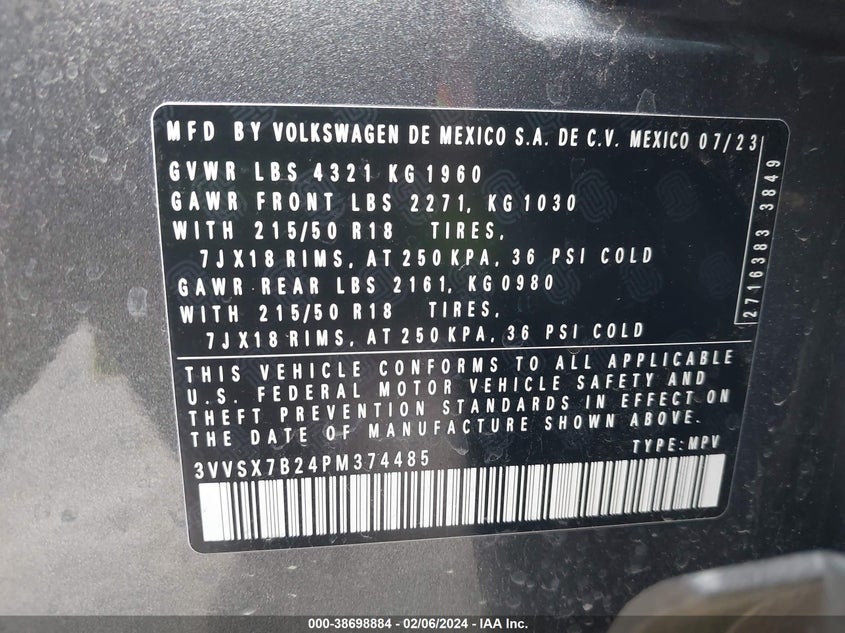 MFD BY VOLKSWAGEN DE MEXICO S.A. DE C.V. MEXICO 07/23
GVWR LBS 4321 KG 1960
GAWR FRONT LBS 2271, KG 1030
WITH 215/50 R18 TIRES,
7JX18 RIMS, AT 250 KPA, 36 PSI COLD
GAWR REAR LBS 2161, KG 0980
WITH 215/50 R18 TIRES,
7JX18 RIMS, AT 250 KPA, 36 PSI COLD
2716383 3849
THIS VEHICLE CONFORMS TO ALL APPLICABLE
U.S. FEDERAL MOTOR VEHICLE SAFETY AND
THEFT PREVENTION STANDARDS IN EFFECT ON
THE DATE OF MANUFACTURE SHOWN ABOVE.
3VVSX7B24PM374485 TYPE: MPV
000-38698884 - 02/06/2024 - IAA Inc.